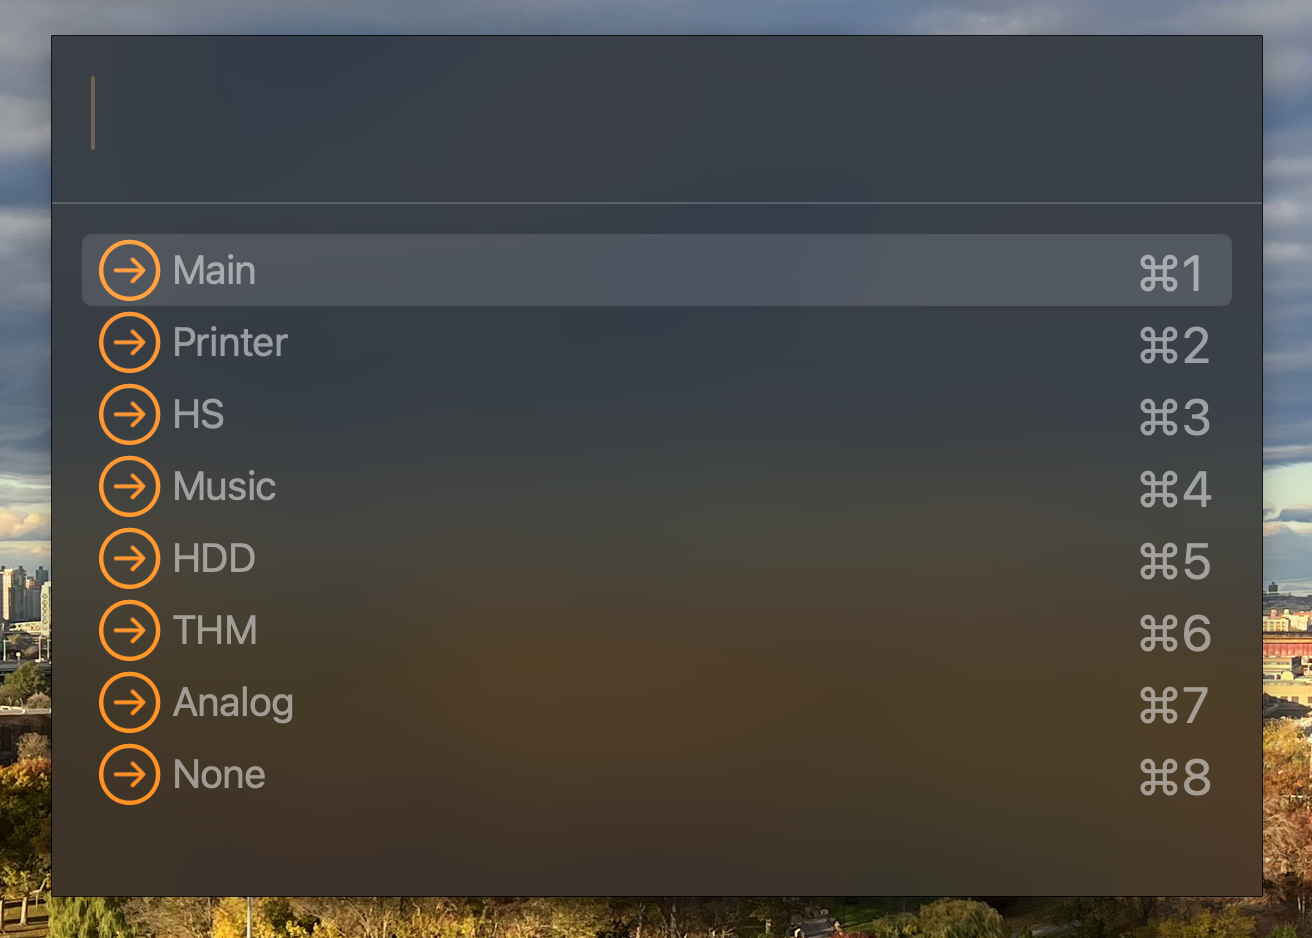 Main ⌘1
Printer ⌘2
HS ⌘3
Music ⌘4
HDD ⌘5
THM ⌘6
Analog ⌘7
None ⌘8